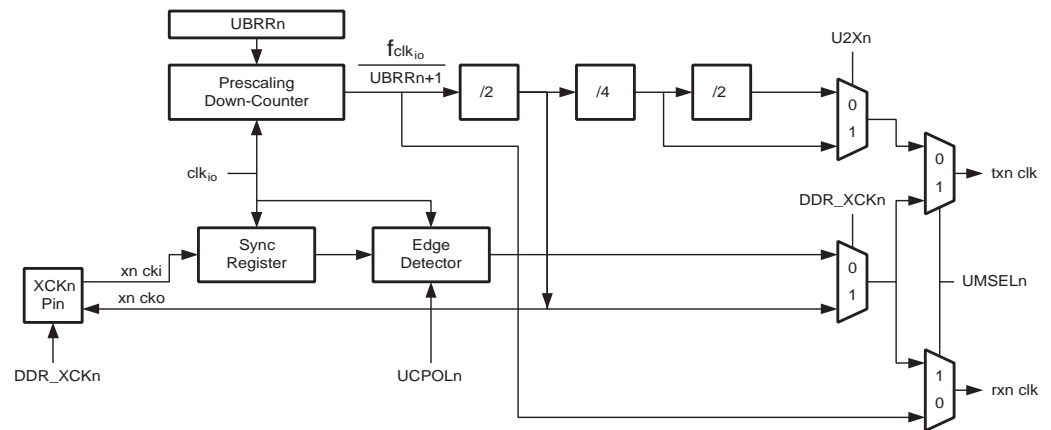 UBRRn
fclkio
UBRRn+1
U2Xn
Prescaling
Down-Counter
/2
/4
/2
0
1
0
1
txn clk
clkio
DDR_XCKn
Sync
Register
Edge
Detector
xn cki
0
1
UMSELn
XCKn
Pin
xn cko
DDR_XCKn
UCPOLn
1
0
rxn clk